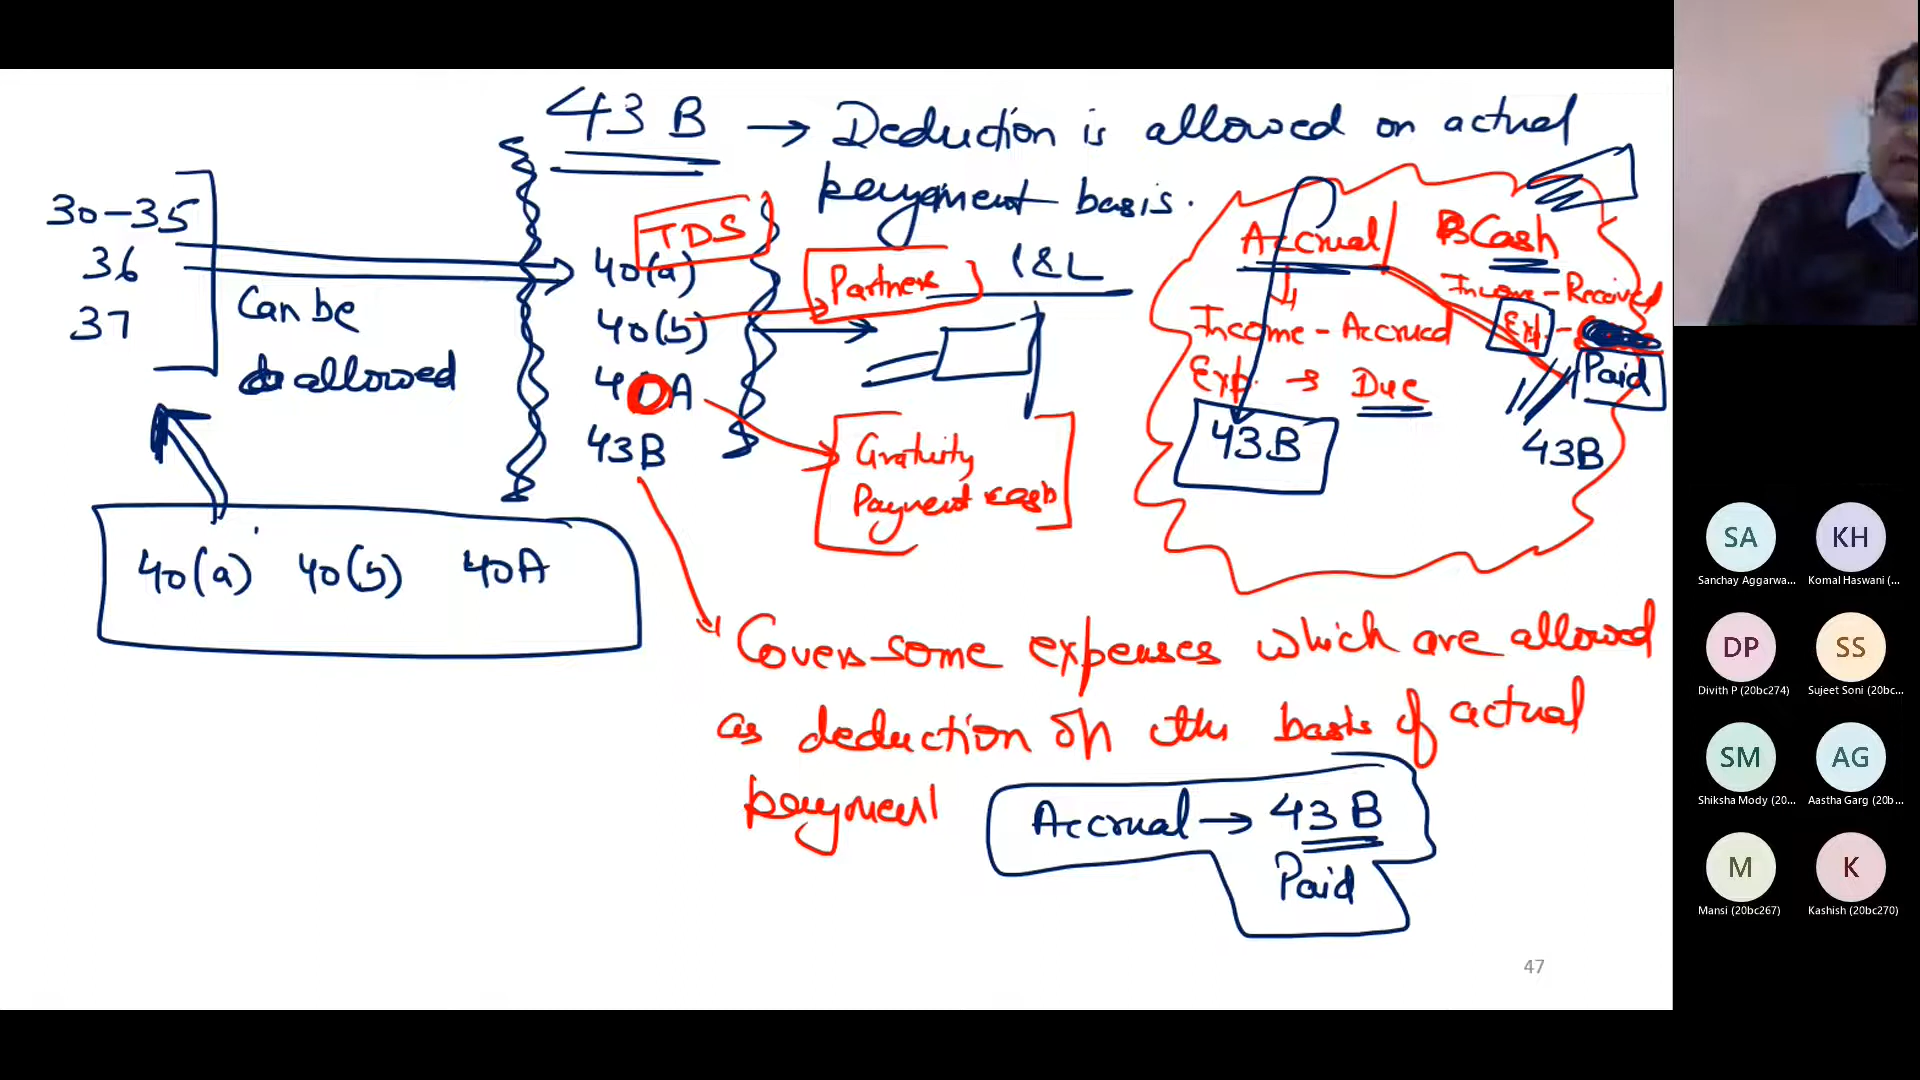 43 B → Deduction is allowed on actual
payment basis.
30-35
36
37
Can be
allowed
40(a) 40(b) 40A
TDS
40(a)
40(b)
40A
43B
Partners
P&L
Gratuity
Payment cash
Accrual
Income - Accrued
Exp. → Due
43B
Cash
Income - Received
Exp. -
Paid
43B
Covers some expenses which are allowed
as deduction on the basis of actual
payment
Accrual → 43 B
Paid
47
SA
Sanchay Aggarwa...
KH
Komal Haswani (...
DP
Divith P (20bc274)
SS
Sujeet Soni (20bc...
SM
Shiksha Mody (20...
AG
Aastha Garg (20b...
M
Mansi (20bc267)
K
Kashish (20bc270)